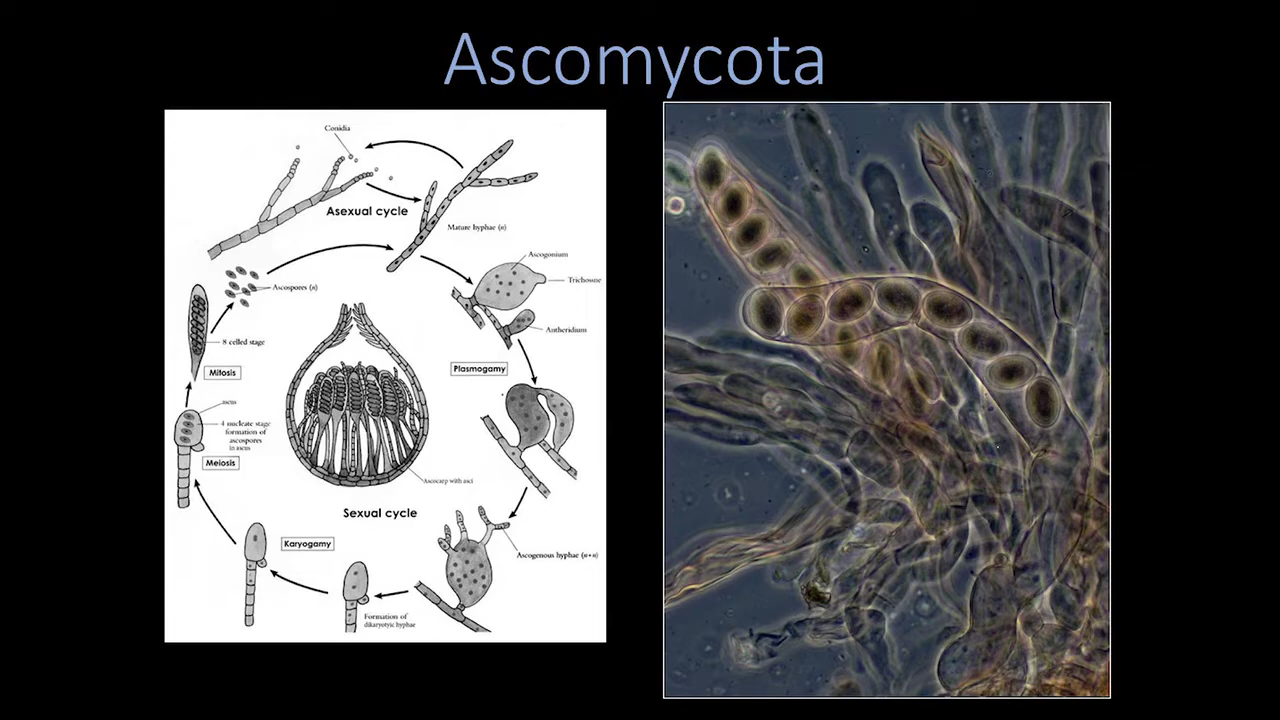 Ascomycota
Conidia
Asexual cycle
Mature hyphae (n)
Ascogonium
Trichogyne
Ascospores (n)
Antheridium
8 celled stage
Plasmogamy
Mitosis
ascus
4 nucleate stage
formation of
ascospores
in ascus
Meiosis
Ascocarp with asci
Sexual cycle
Karyogamy
Ascogenous hyphae (n+n)
Formation of
dikaryotyic hyphae